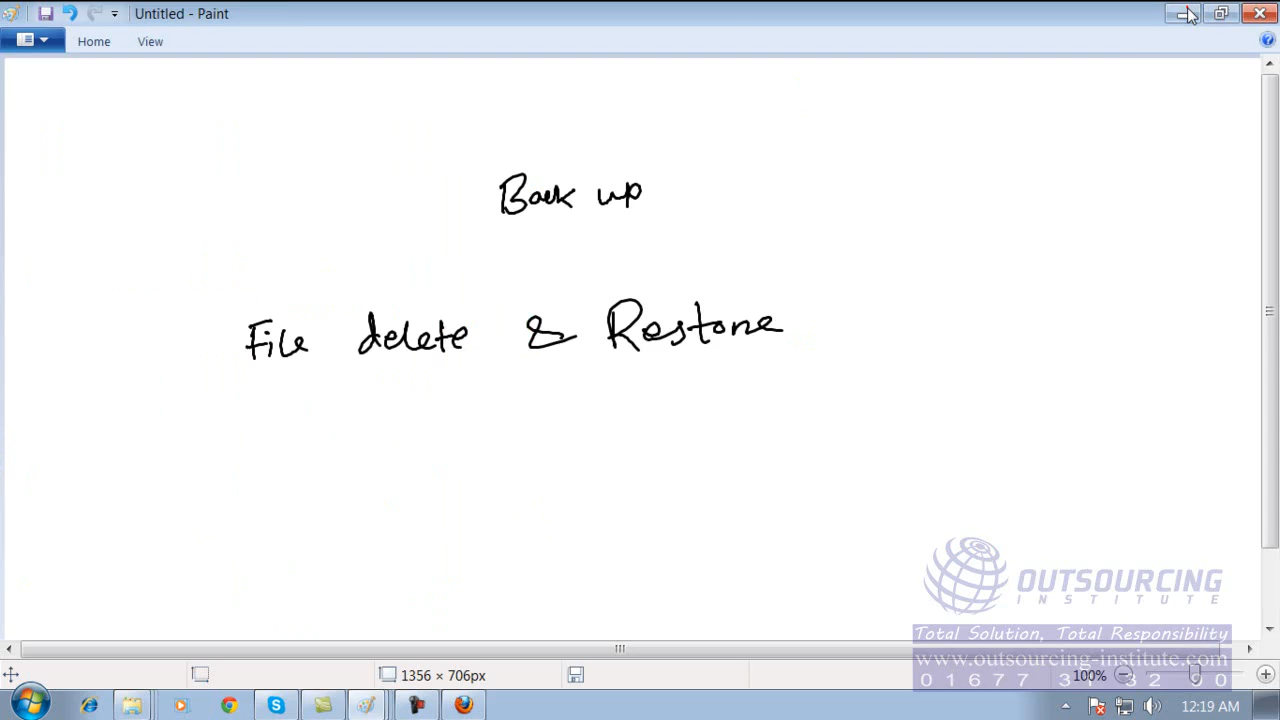 Untitled - Paint
Home View
Back up
File delete & Restore
OUTSOURCING
INSTITUTE
Total Solution, Total Responsibility
www.outsourcing-institute.com
1356 × 706px
100%
12:19 AM